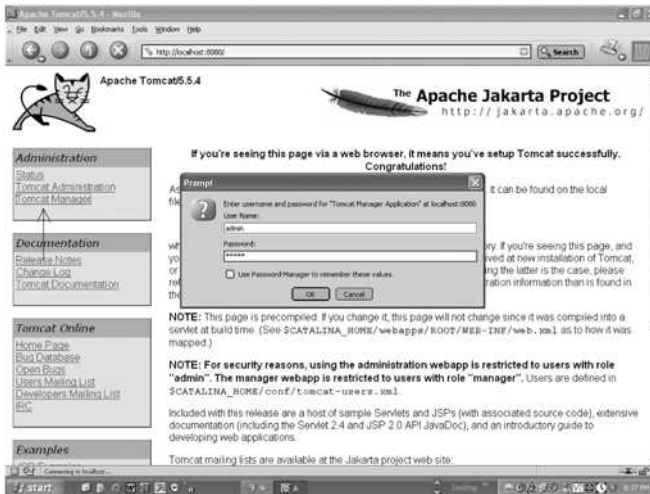 Apache Tomcat/5.5.4 - Mozilla
File Edit View Go Bookmarks Tools Window Help
http://localhost:8080/
Search
Apache Tomcat/5.5.4
The Apache Jakarta Project
http://jakarta.apache.org/
Administration
Status
Tomcat Administration
Tomcat Manager
Documentation
Release Notes
Change Log
Tomcat Documentation
Tomcat Online
Home Page
Bug Database
Open Bugs
Users Mailing List
Developers Mailing List
IRC
Examples
If you're seeing this page via a web browser, it means you've setup Tomcat successfully.
Congratulations!
As
it can be found on the local
Prompt
Enter username and password for "Tomcat Manager Application" at localhost:8080
User Name:
admin
Password:
*****
Use Password Manager to remember these values.
OK
Cancel
ory. If you're seeing this page, and
ived at new installation of Tomcat,
or
ing the latter is the case, please
ration information than is found in
the
NOTE: This page is precompiled. If you change it, this page will not change since it was compiled into a
servlet at build time. (See $CATALINA_HOME/webapps/ROOT/WEB-INF/web.xml as to how it was
mapped.)
NOTE: For security reasons, using the administration webapp is restricted to users with role
"admin". The manager webapp is restricted to users with role "manager". Users are defined in
$CATALINA_HOME/conf/tomcat-users.xml.
Included with this release are a host of sample Servlets and JSPs (with associated source code), extensive
documentation (including the Servlet 2.4 and JSP 2.0 API JavaDoc), and an introductory guide to
developing web applications.
Tomcat mailing lists are available at the Jakarta project web site:
start